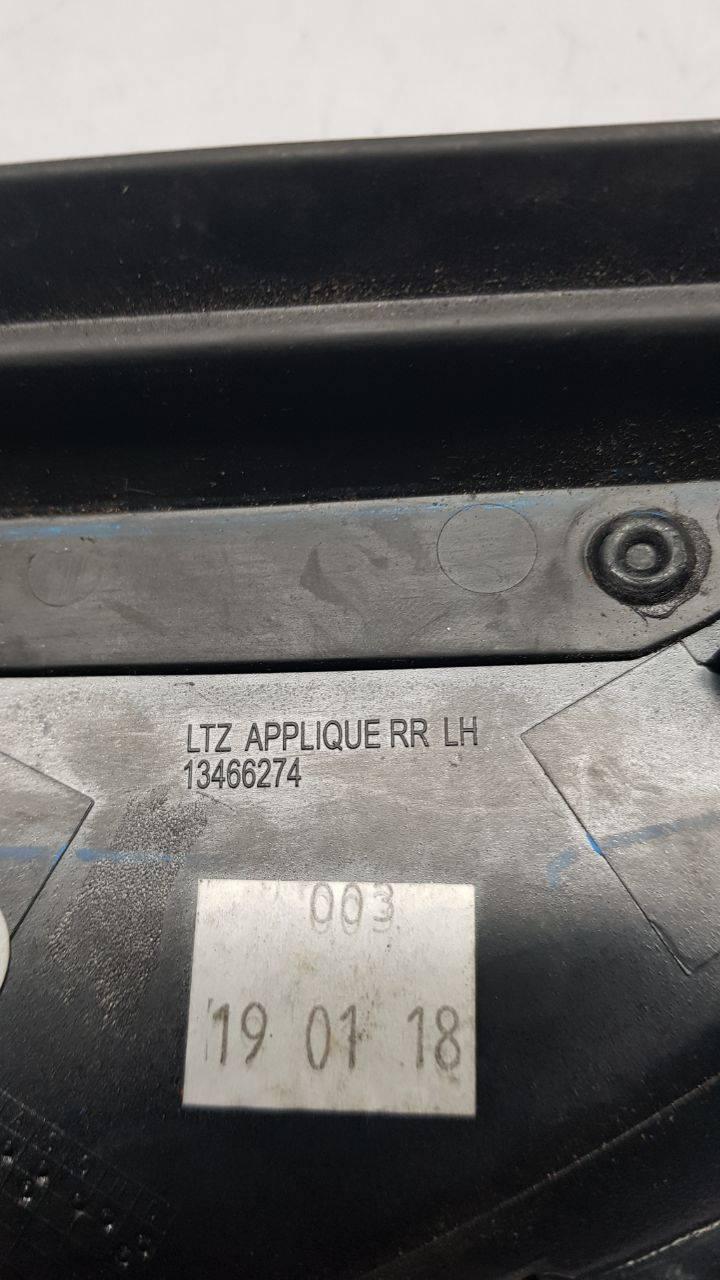 LTZ APPLIQUE RR LH
13466274
003
19 01 18